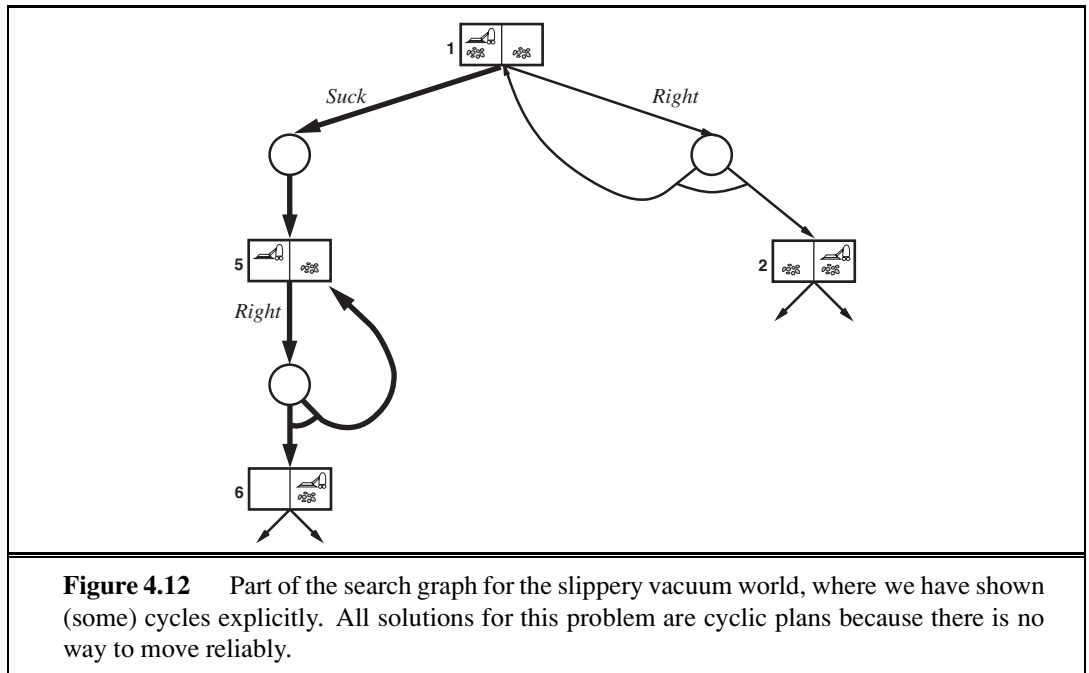 1
Suck
Right
5
2
Right
6
Figure 4.12 Part of the search graph for the slippery vacuum world, where we have shown
(some) cycles explicitly. All solutions for this problem are cyclic plans because there is no
way to move reliably.